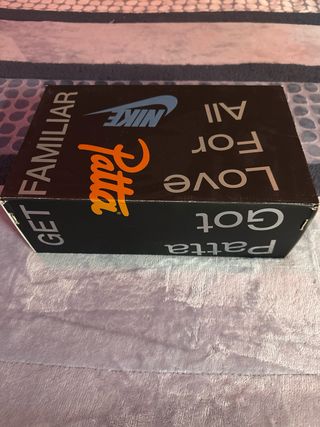 GET FAMILIAR
NIKE
Patta
Patta
Got
Love
For
All